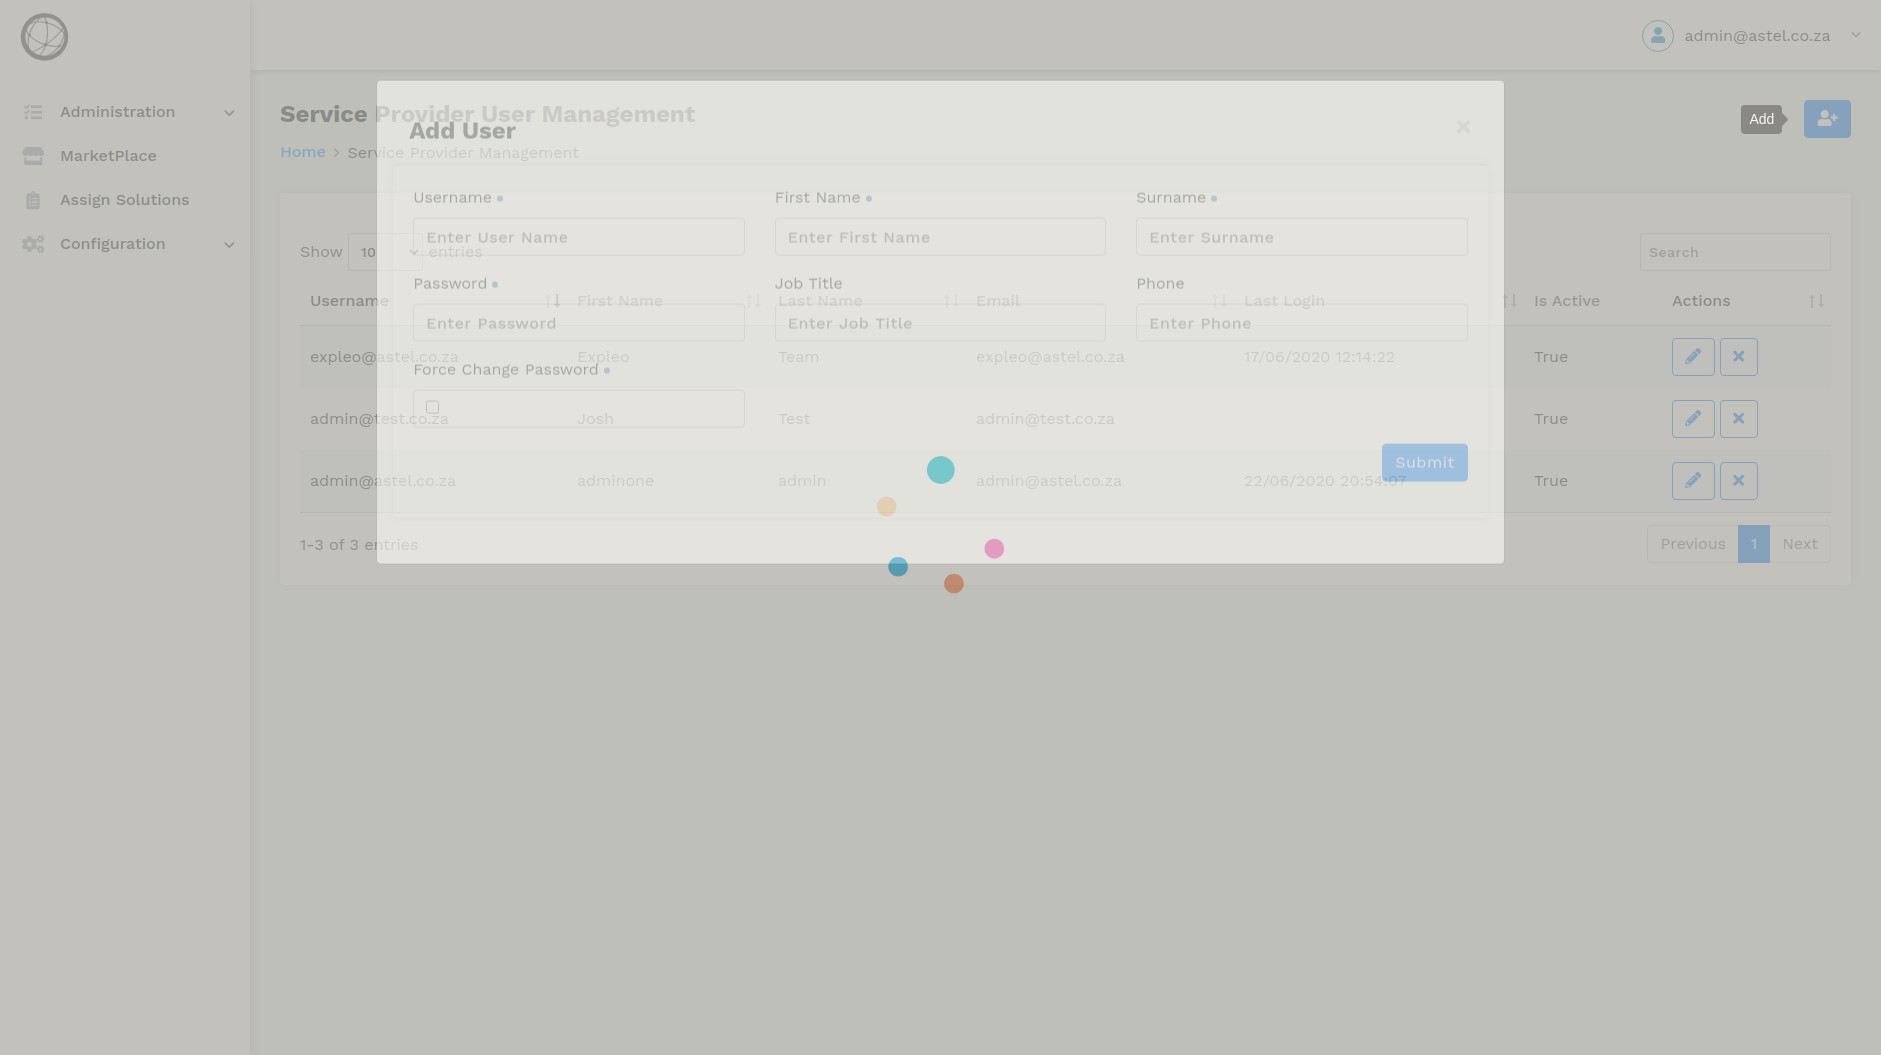 admin@astel.co.za
Administration
MarketPlace
Assign Solutions
Configuration
Service Provider User Management
Home > Service Provider Management
Add
Add User
×
Username
First Name
Surname
Enter User Name
Enter First Name
Enter Surname
Password
Job Title
Phone
Enter Password
Enter Job Title
Enter Phone
Force Change Password
Submit
Show 10 entries
Search
Username First Name Last Name Email Last Login Is Active Actions
expleo@astel.co.za Expleo Team expleo@astel.co.za 17/06/2020 12:14:22 True
admin@test.co.za Josh Test admin@test.co.za True
admin@astel.co.za adminone admin admin@astel.co.za 22/06/2020 20:54:07 True
1-3 of 3 entries
Previous 1 Next